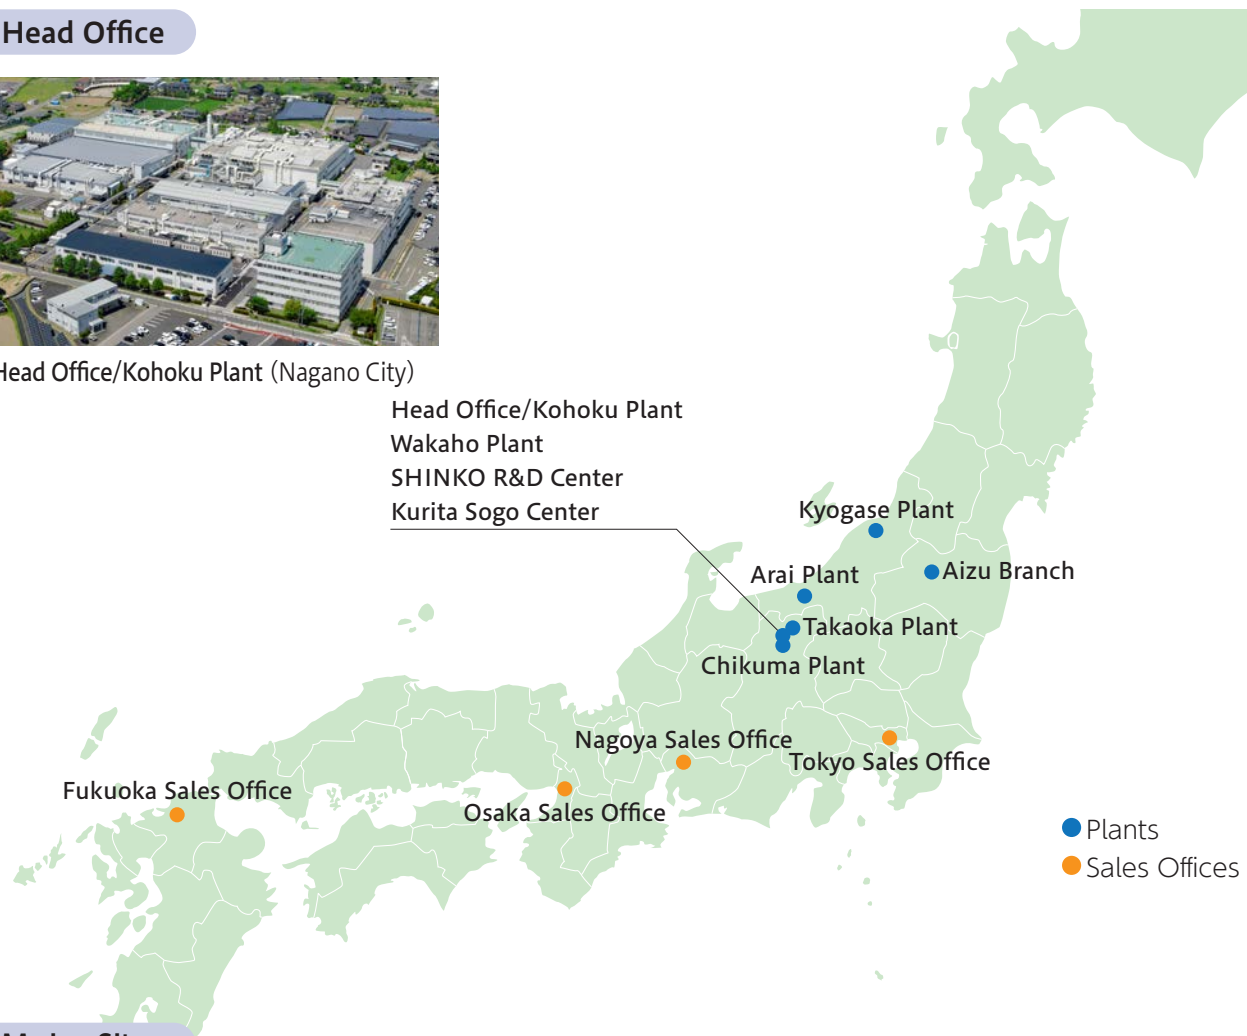 Head Office
Head Office/Kohoku Plant (Nagano City)
Head Office/Kohoku Plant
Wakaho Plant
SHINKO R&D Center
Kurita Sogo Center
Kyogase Plant
Arai Plant
Aizu Branch
Takaoka Plant
Chikuma Plant
Nagoya Sales Office
Tokyo Sales Office
Fukuoka Sales Office
Osaka Sales Office
Plants
Sales Offices